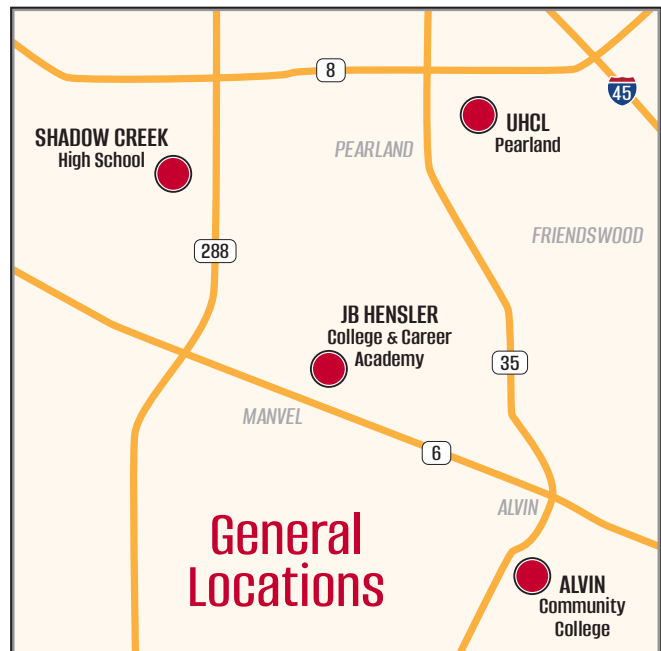 8
45
SHADOW CREEK
High School
UHCL
Pearland
PEARLAND
FRIENDSWOOD
288
JB HENSLER
College & Career
Academy
35
MANVEL
6
ALVIN
General
Locations
ALVIN
Community
College